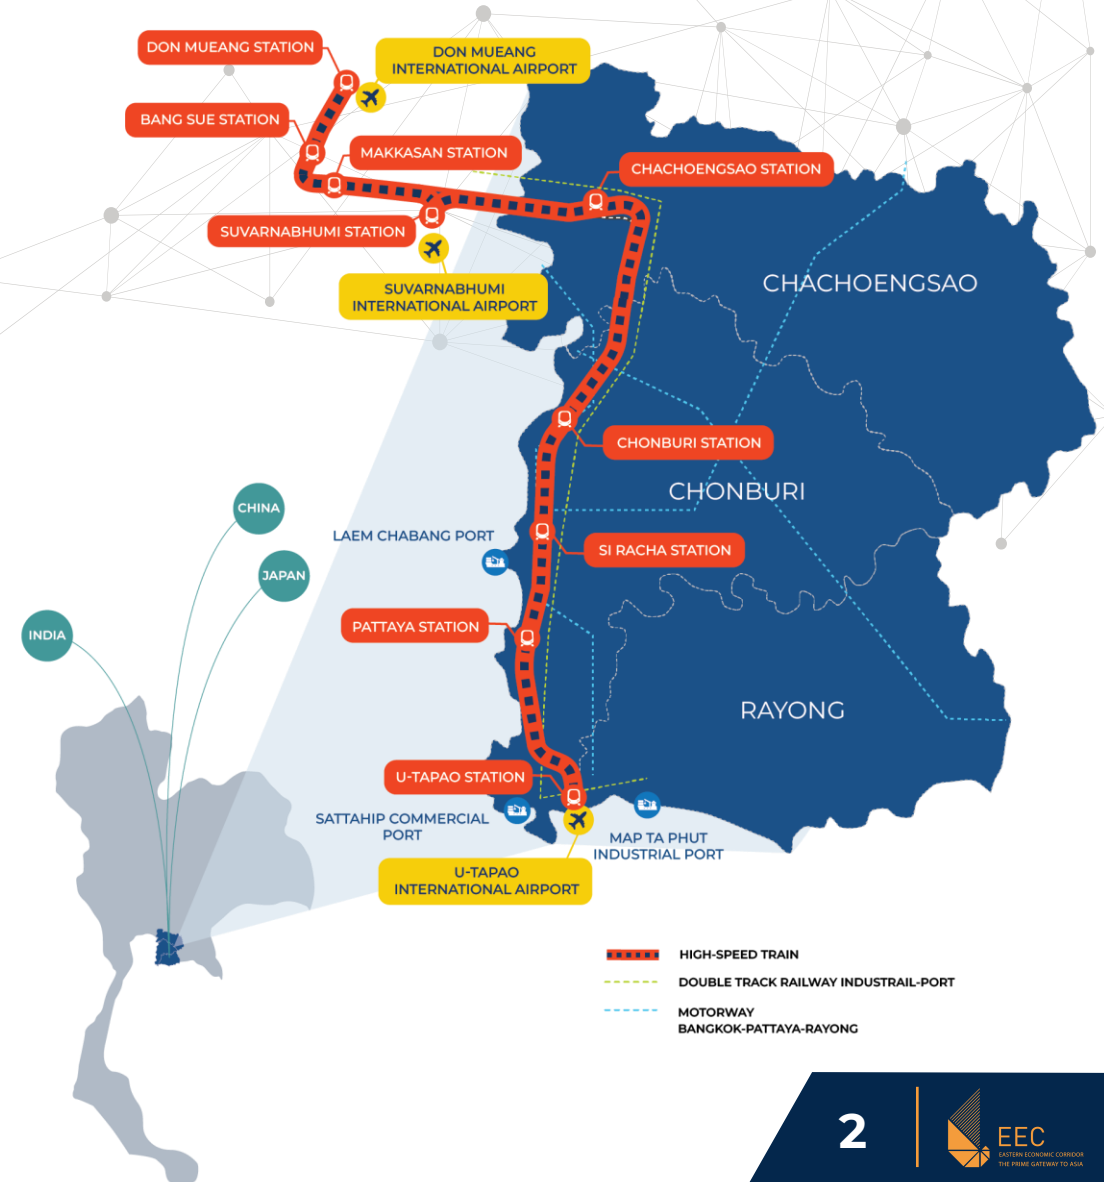 DON MUEANG STATION
DON MUEANG
INTERNATIONAL AIRPORT
BANG SUE STATION
MAKKASAN STATION
CHACHOENGSAO STATION
SUVARNABHUMI STATION
SUVARNABHUMI
INTERNATIONAL AIRPORT
CHACHOENGSAO
CHONBURI STATION
CHONBURI
CHINA
LAEM CHABANG PORT
SI RACHA STATION
JAPAN
PATTAYA STATION
INDIA
RAYONG
U-TAPAO STATION
SATTAHIP COMMERCIAL
PORT
MAP TA PHUT
INDUSTRIAL PORT
U-TAPAO
INTERNATIONAL AIRPORT
HIGH-SPEED TRAIN
DOUBLE TRACK RAILWAY INDUSTRAIL-PORT
MOTORWAY
BANGKOK-PATTAYA-RAYONG
2
EEC
EASTERN ECONOMIC CORRIDOR
THE PRIME GATEWAY TO ASIA